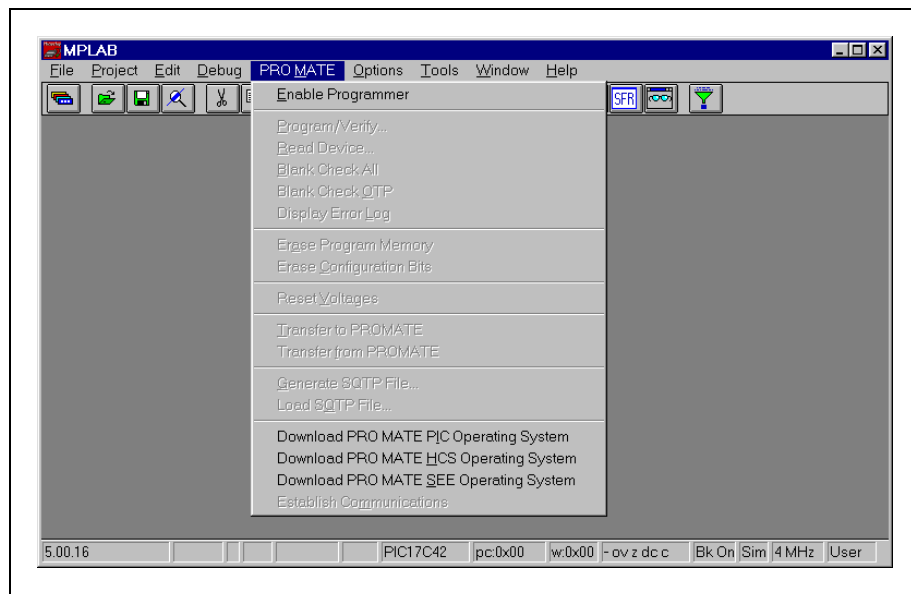 MPLAB
File Project Edit Debug PRO MATE Options Tools Window Help
SFR
Enable Programmer
Program/Verify...
Read Device...
Blank Check All
Blank Check OTP
Display Error Log
Erase Program Memory
Erase Configuration Bits
Reset Voltages
Transfer to PROMATE
Transfer from PROMATE
Generate SQTP File...
Load SQTP File...
Download PRO MATE PIC Operating System
Download PRO MATE HCS Operating System
Download PRO MATE SEE Operating System
Establish Communications
5.00.16 PIC17C42 pc:0x00 w:0x00 - ov z dc c Bk On Sim 4 MHz User